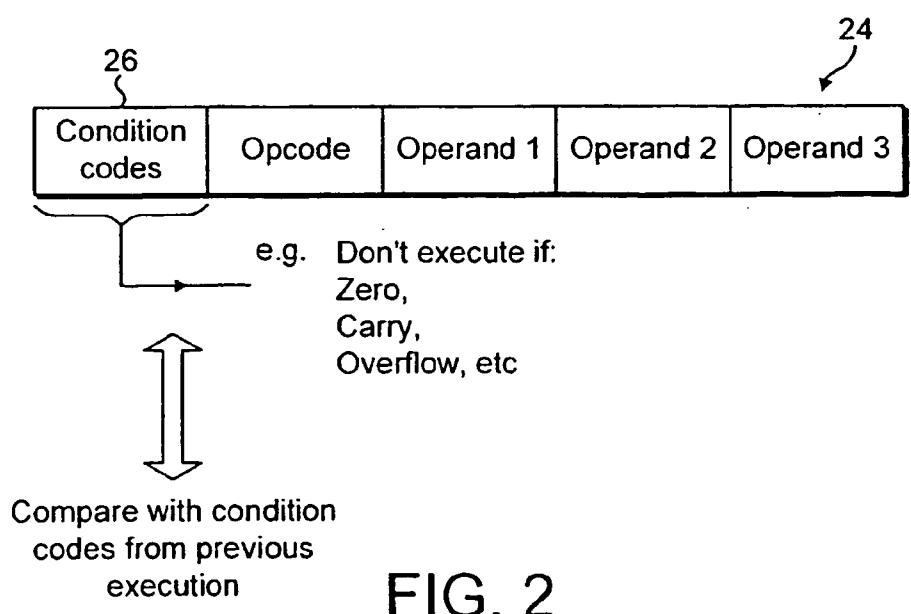 26
24
Condition codes
Opcode
Operand 1
Operand 2
Operand 3
e.g. Don't execute if:
Zero,
Carry,
Overflow, etc
Compare with condition
codes from previous
execution
FIG. 2